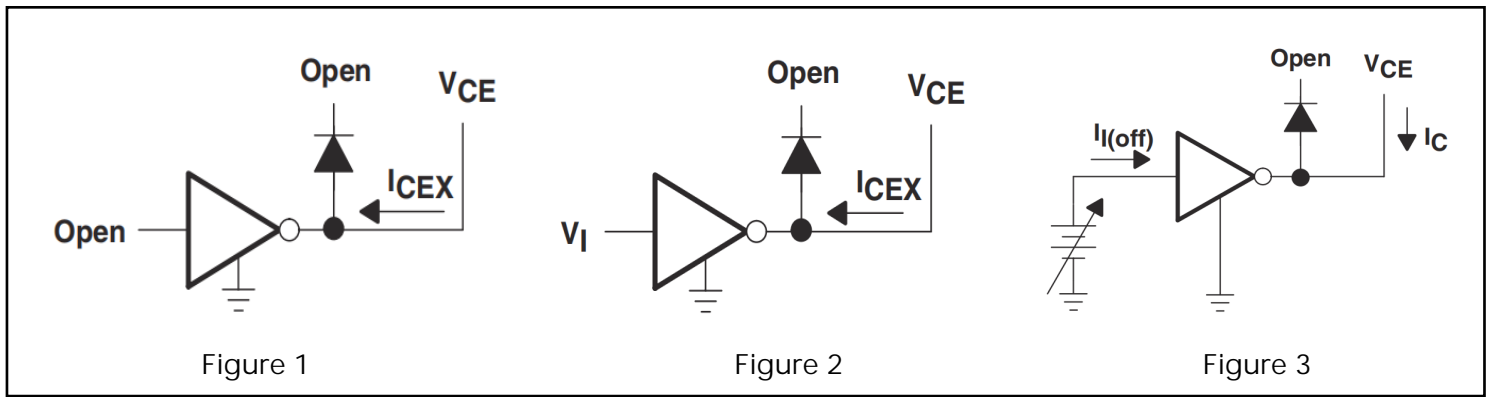 Open
VCE
ICEX
Open
Figure 1
Open
VCE
ICEX
VI
Figure 2
Open
VCE
II(off)
IC
Figure 3